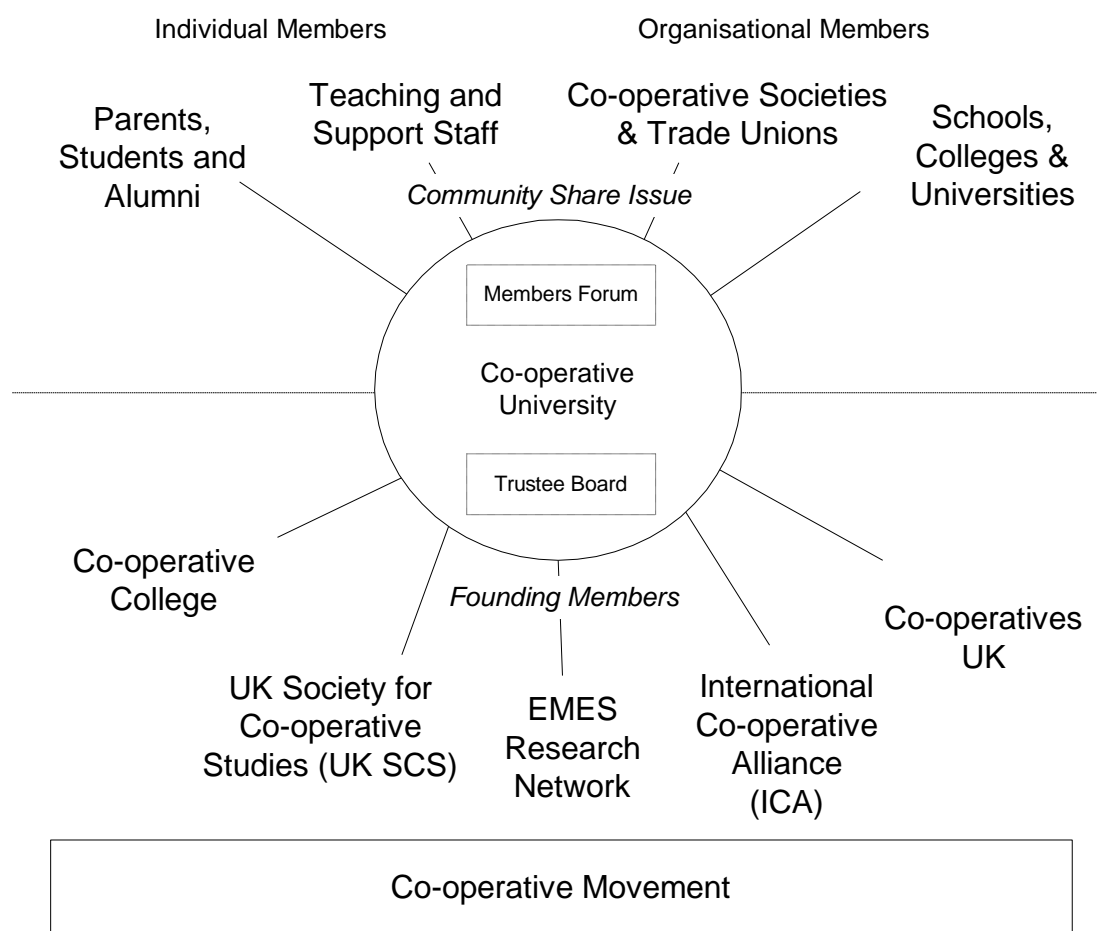 Individual Members
Organisational Members
Parents,
Students and
Alumni
Teaching and
Support Staff
Co-operative Societies
& Trade Unions
Schools,
Colleges &
Universities
Community Share Issue
Members Forum
Co-operative
University
Trustee Board
Founding Members
Co-operative
College
UK Society for
Co-operative
Studies (UK SCS)
EMES
Research
Network
International
Co-operative
Alliance
(ICA)
Co-operatives
UK
Co-operative Movement